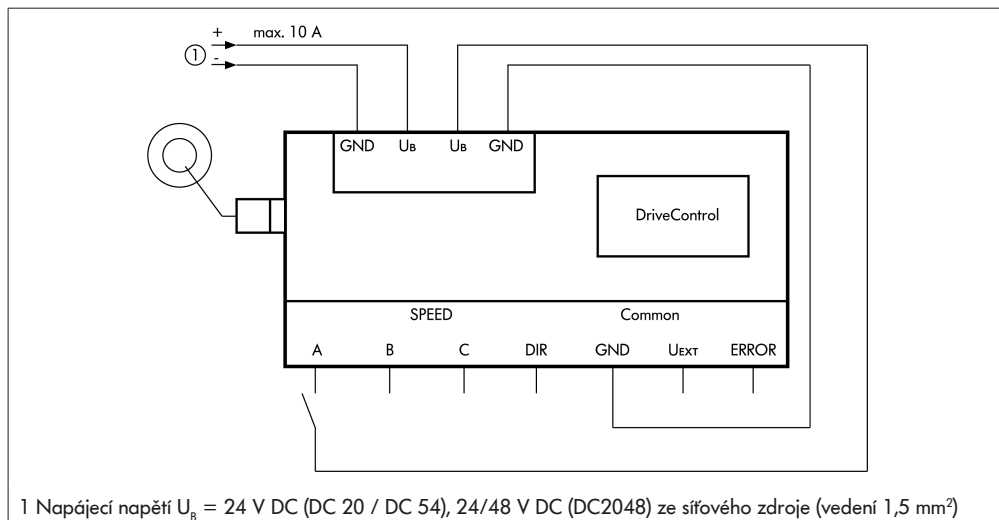 + max. 10 A
1
-
GND UB UB GND
DriveControl
SPEED Common
A B C DIR GND UEXT ERROR
1 Napájecí napětí UB = 24 V DC (DC 20 / DC 54), 24/48 V DC (DC2048) ze síťového zdroje (vedení 1,5 mm²)